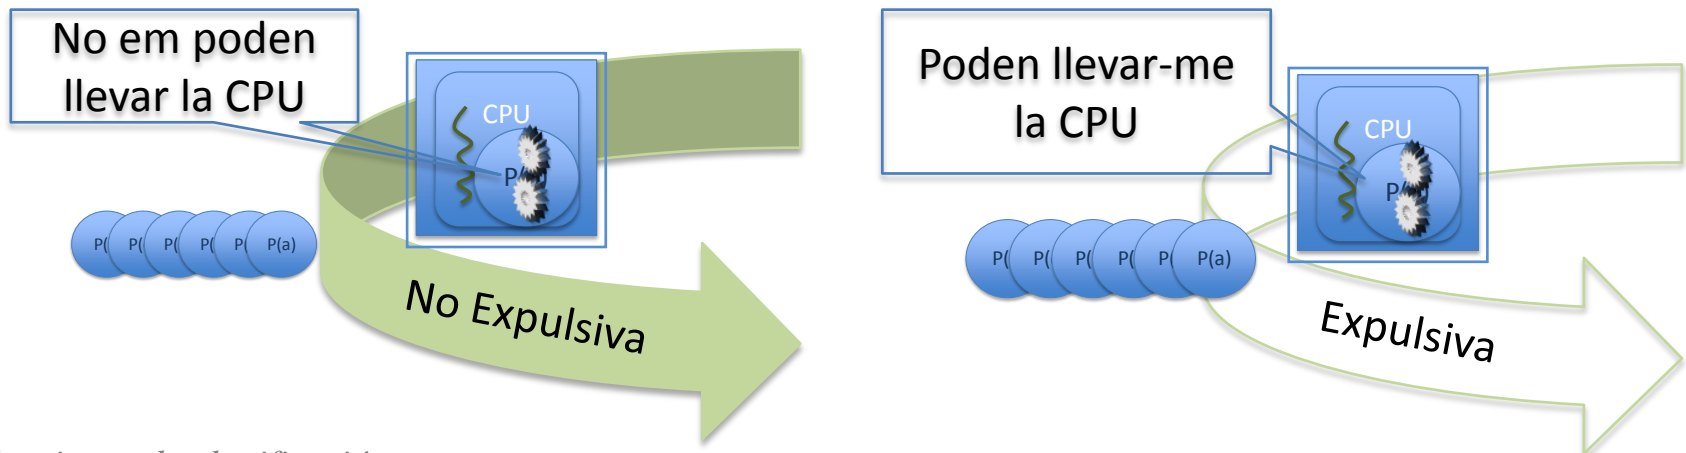 No em poden
llevar la CPU
CPU
P(
P(
P(
P(
P(
P(
P(a)
No Expulsiva
Poden llevar-me
la CPU
CPU
P(
P(
P(
P(
P(
P(a)
Expulsiva